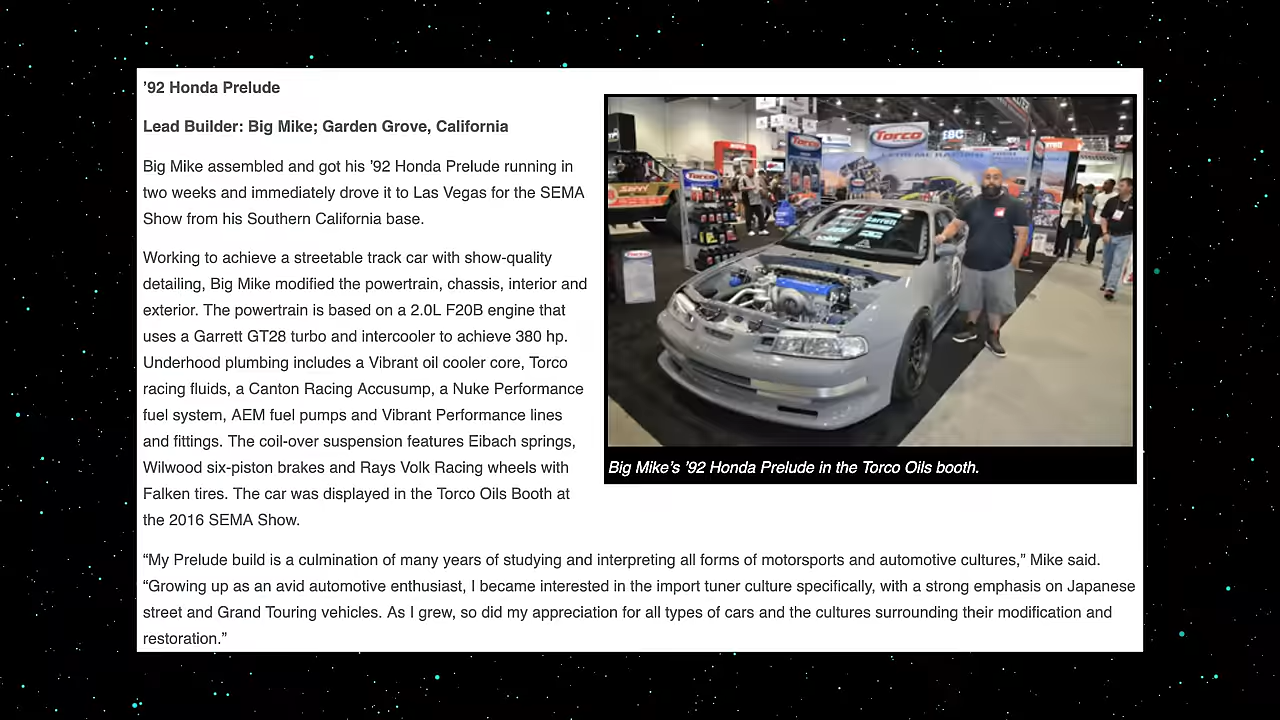 ’92 Honda Prelude
Lead Builder: Big Mike; Garden Grove, California
Big Mike assembled and got his ’92 Honda Prelude running in
two weeks and immediately drove it to Las Vegas for the SEMA
Show from his Southern California base.
Working to achieve a streetable track car with show-quality
detailing, Big Mike modified the powertrain, chassis, interior and
exterior. The powertrain is based on a 2.0L F20B engine that
uses a Garrett GT28 turbo and intercooler to achieve 380 hp.
Underhood plumbing includes a Vibrant oil cooler core, Torco
racing fluids, a Canton Racing Accusump, a Nuke Performance
fuel system, AEM fuel pumps and Vibrant Performance lines
and fittings. The coil-over suspension features Eibach springs,
Wilwood six-piston brakes and Rays Volk Racing wheels with
Falken tires. The car was displayed in the Torco Oils Booth at
the 2016 SEMA Show.
Torco
EXTREME RACING
Torco
Torco
Garrett
Big Mike’s ’92 Honda Prelude in the Torco Oils booth.
“My Prelude build is a culmination of many years of studying and interpreting all forms of motorsports and automotive cultures,” Mike said.
“Growing up as an avid automotive enthusiast, I became interested in the import tuner culture specifically, with a strong emphasis on Japanese
street and Grand Touring vehicles. As I grew, so did my appreciation for all types of cars and the cultures surrounding their modification and
restoration.”